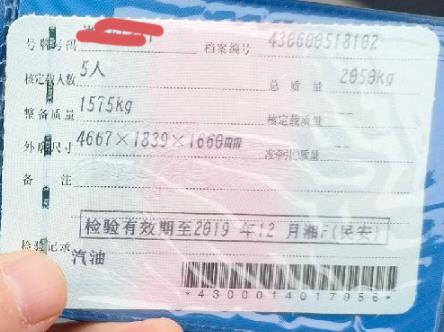 号牌号码 档案编号 430600518102
核定载人数 5人 总质量 2050kg
整备质量 1575kg 核定载质量 --
外廓尺寸 4667×1839×1660mm 准牵引总质量 --
备注
检验有效期至2019年12月湘F(民安)
检验记录
汽油
*4300014017956*